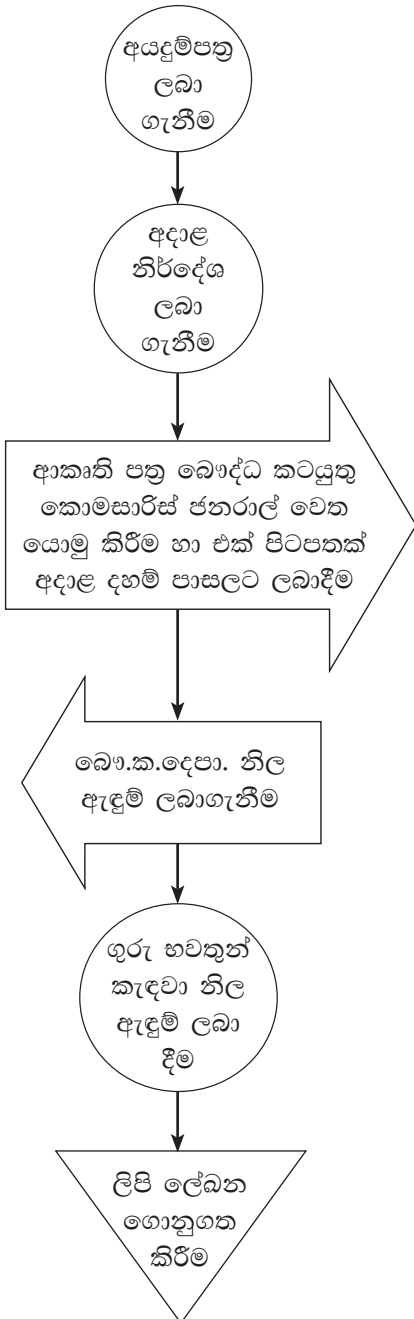 අයදුම්පත්‍ර
ලබා
ගැනීම
අදාළ
නිර්දේශ
ලබා
ගැනීම
ආකෘති පත්‍ර බෞද්ධ කටයුතු
කොමසාරිස් ජනරාල් වෙත
යොමු කිරීම හා එක් පිටපතක්
අදාළ දහම් පාසලට ලබාදීම
බෞ.ක.දෙපා. නිල
ඇඳුම් ලබාගැනීම
ගුරු භවතුන්
කැඳවා නිල
ඇඳුම් ලබා
දීම
ලිපි ලේඛන
ගොනුගත
කිරීම